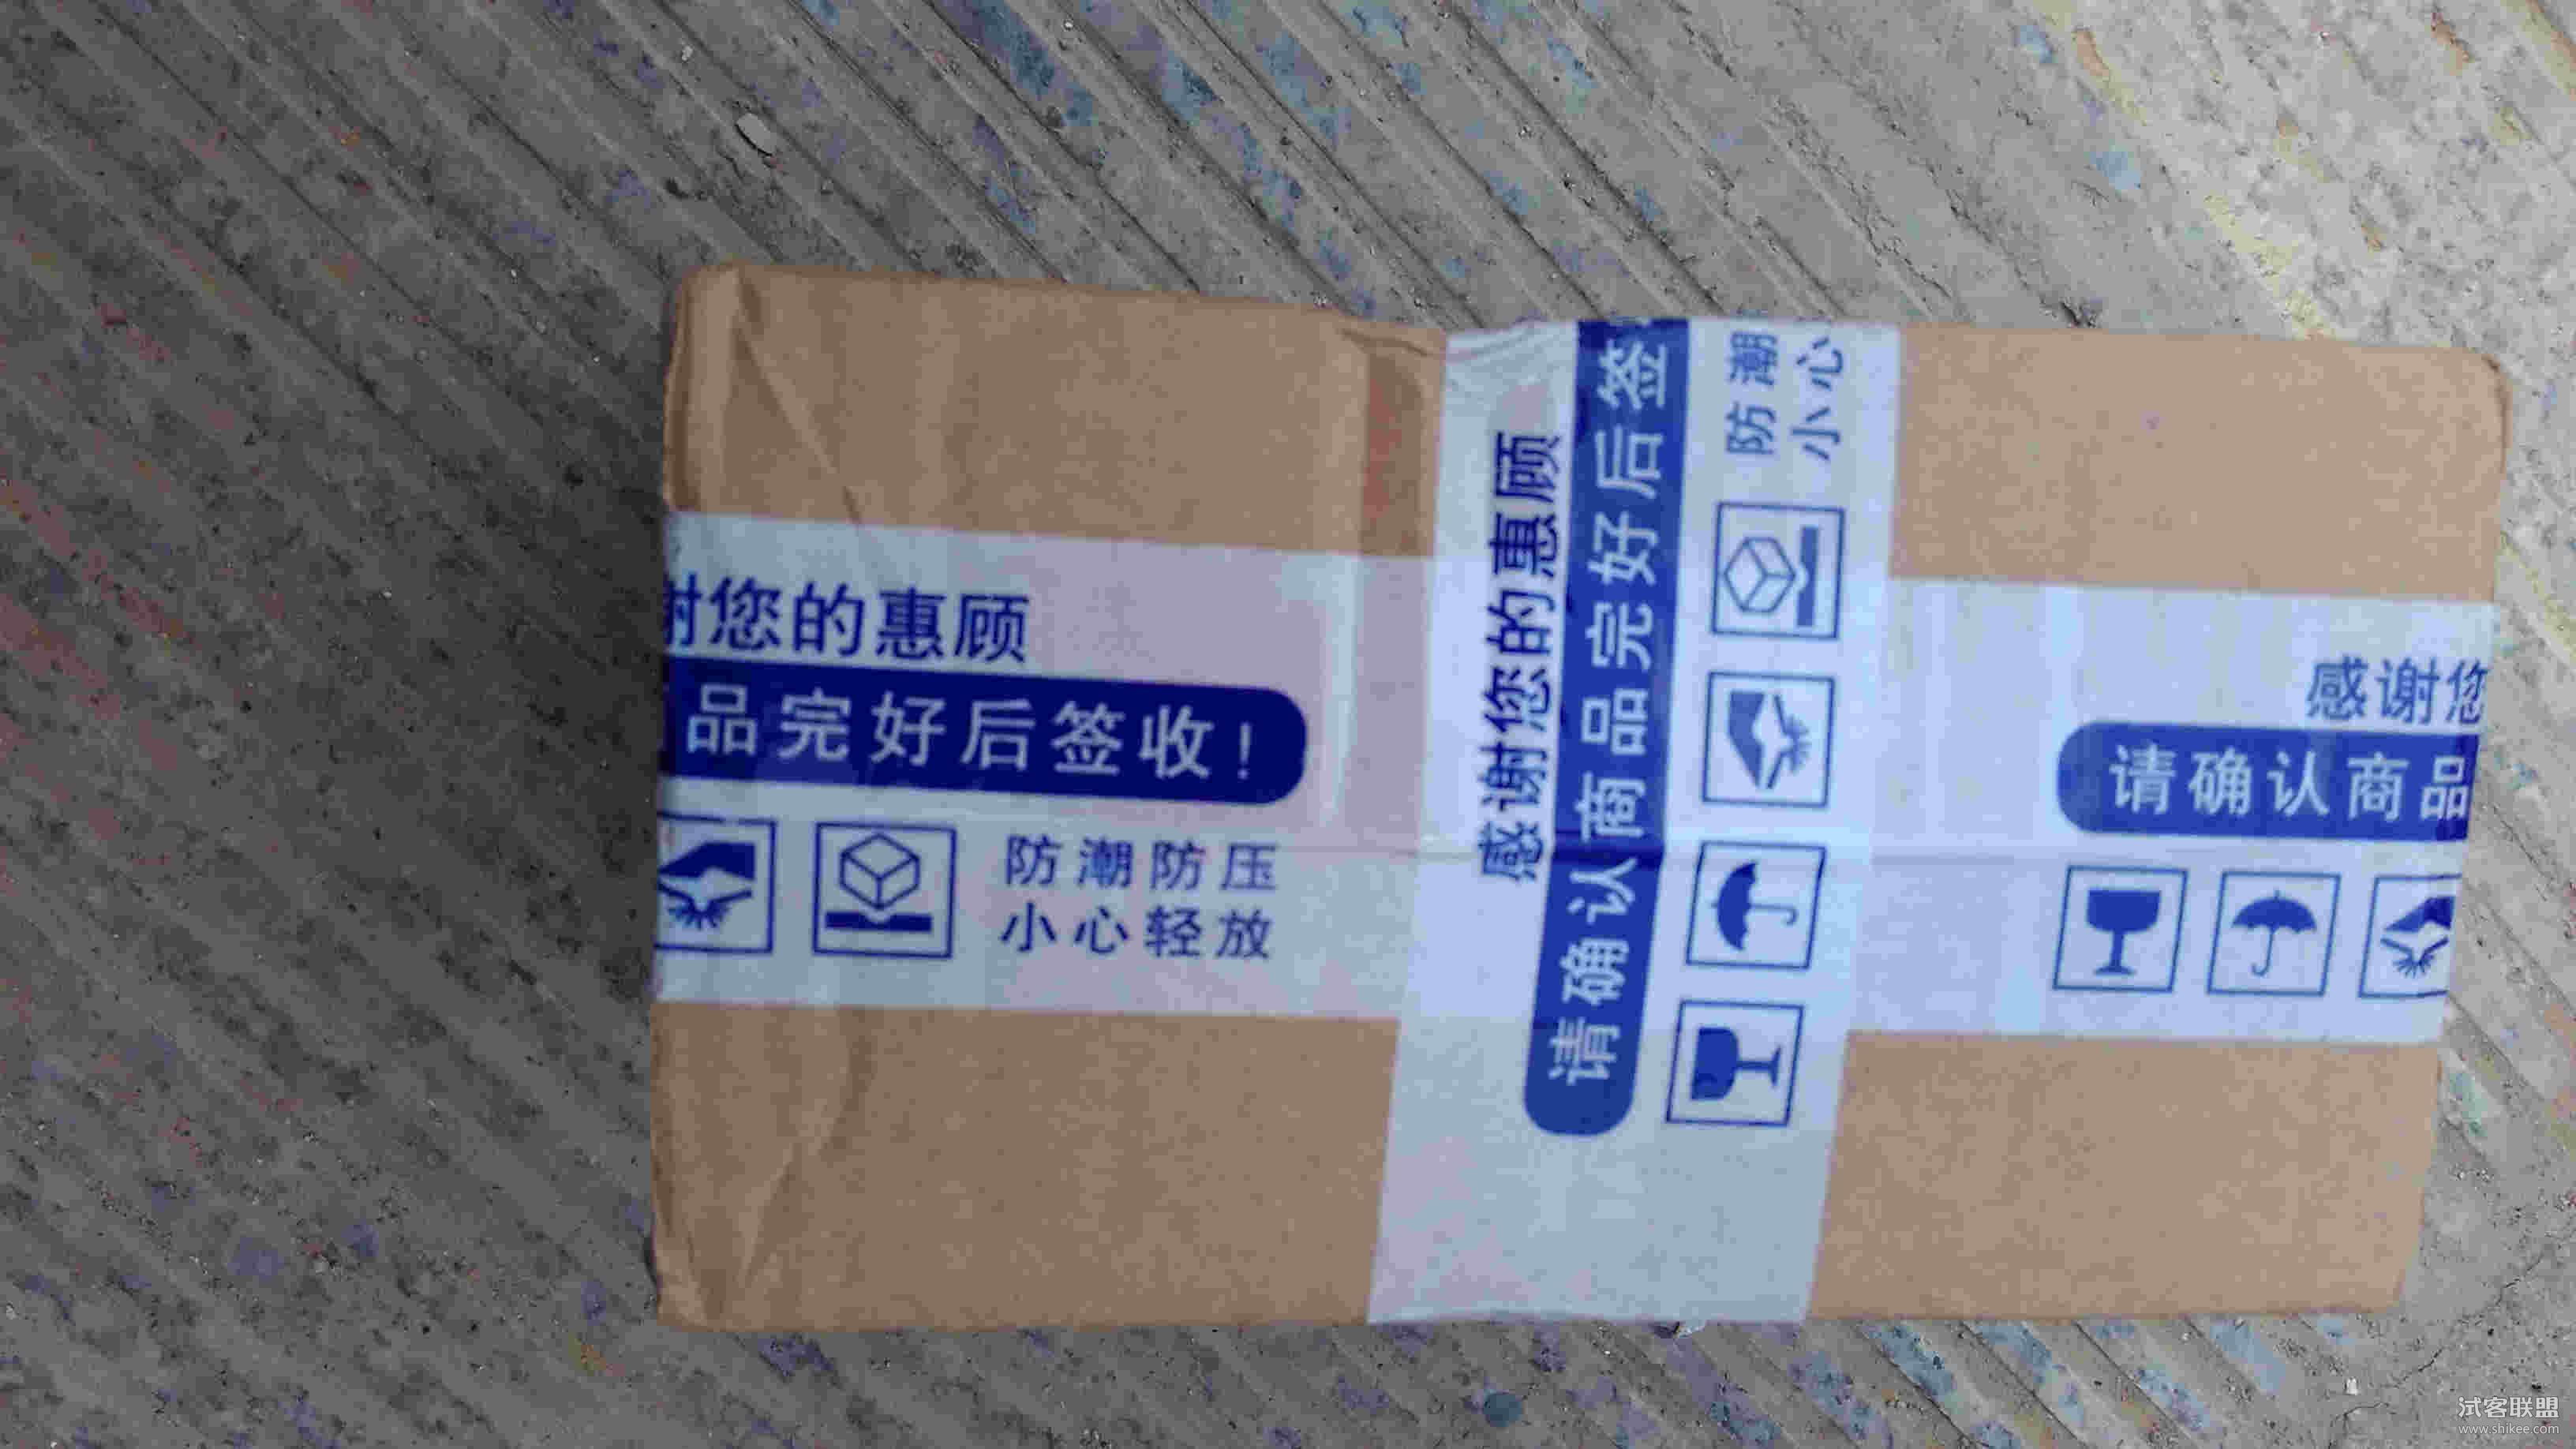 谢您的惠顾
品完好后签收!
防潮防压
小心轻放
感谢您的惠顾
请确认商品完好后签
防潮
小心
感谢您
请确认商品
试客联盟
www.shikee.com